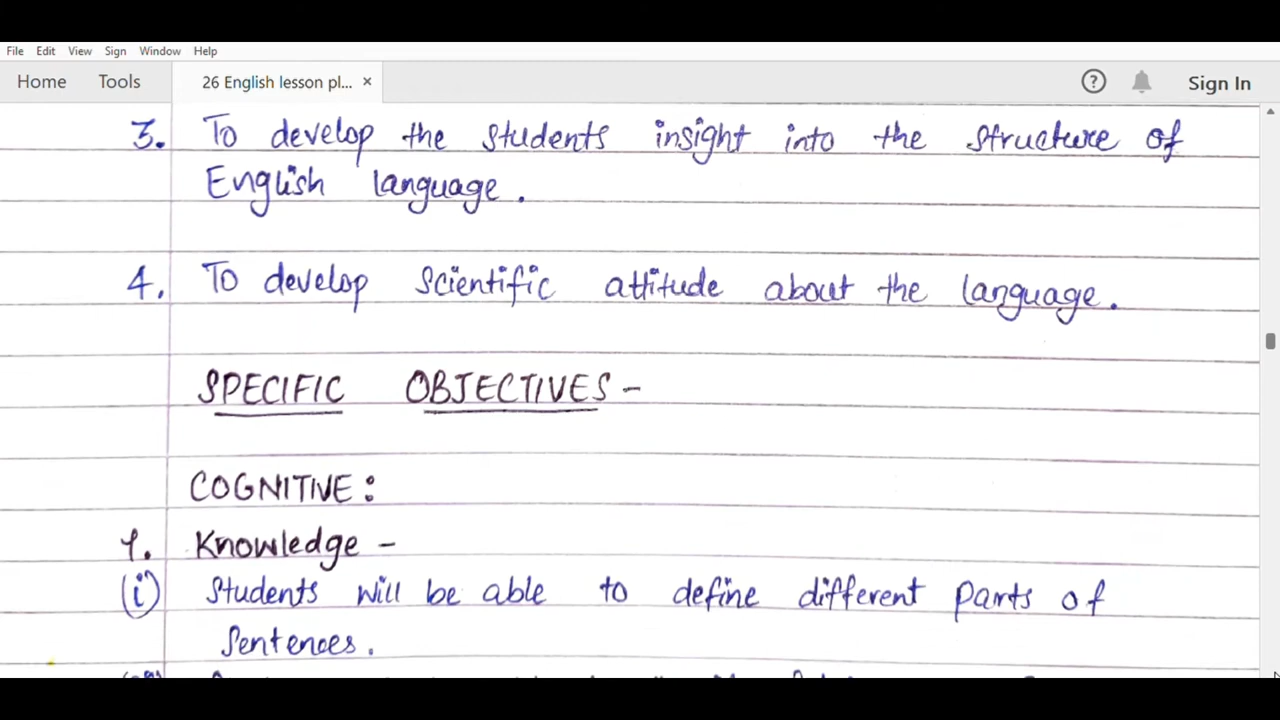 File Edit View Sign Window Help
Home Tools 26 English lesson pl... × ? Sign In
3. To develop the students insight into the structure of
English language.
4. To develop scientific attitude about the language.
SPECIFIC OBJECTIVES -
COGNITIVE:
1. Knowledge -
(i) Students will be able to define different parts of
sentences.